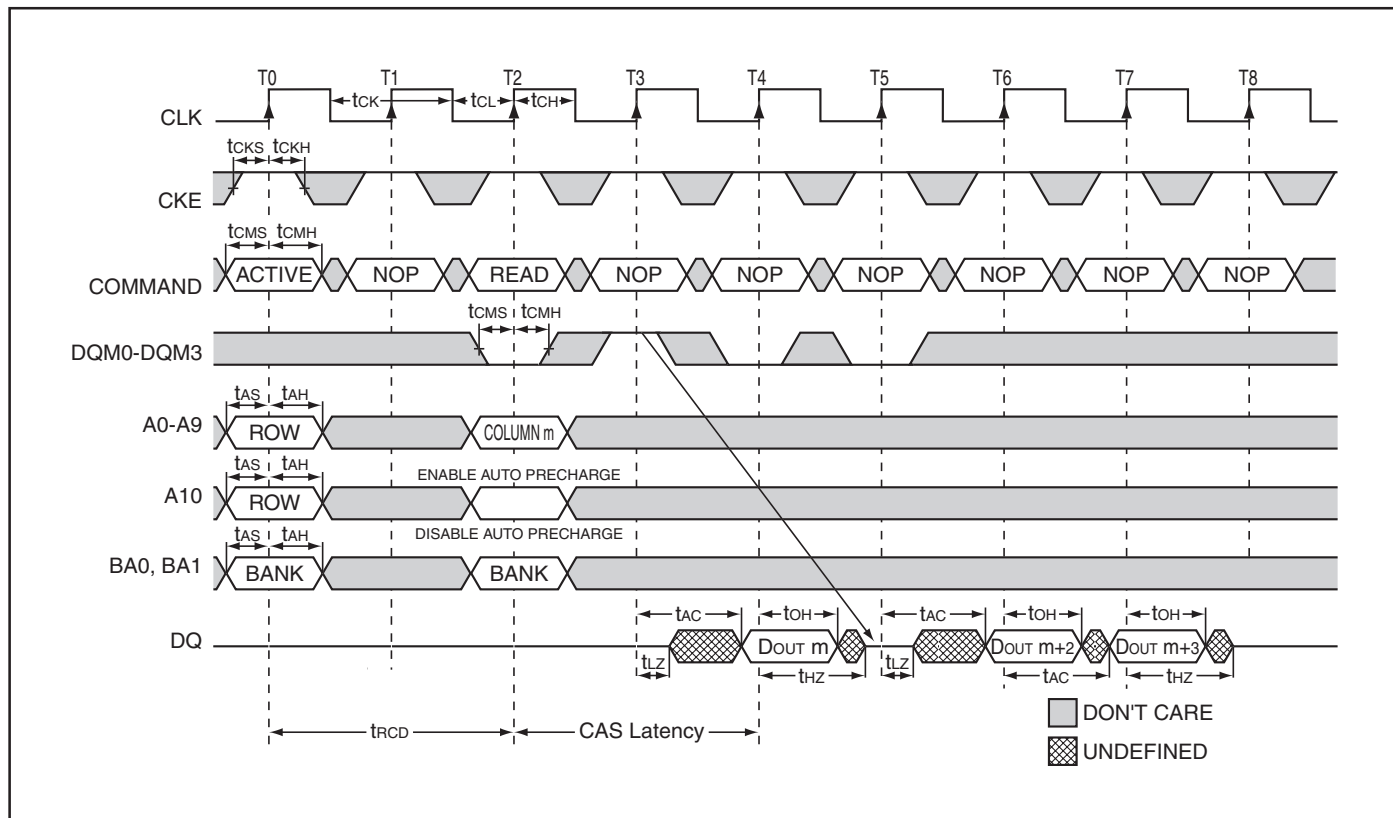 T0 T1 T2 T3 T4 T5 T6 T7 T8
CLK tCK tCL tCH
tCKS tCKH
CKE
tCMS tCMH
COMMAND ACTIVE NOP READ NOP NOP NOP NOP NOP NOP
tCMS tCMH
DQM0-DQM3
tAS tAH
A0-A9 ROW COLUMN m
tAS tAH ENABLE AUTO PRECHARGE
A10 ROW
tAS tAH DISABLE AUTO PRECHARGE
BA0, BA1 BANK BANK
tAC tOH tAC tOH tOH
DQ DOUT m DOUT m+2 DOUT m+3
tLZ tHZ tLZ tAC tHZ
DON'T CARE
tRCD CAS Latency
UNDEFINED